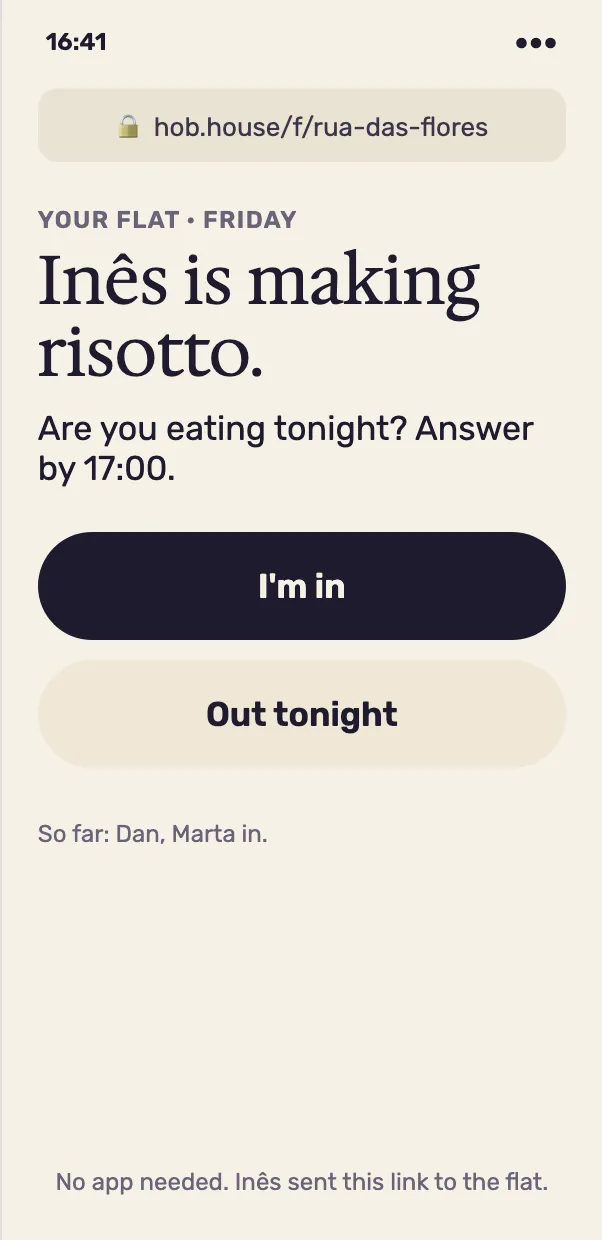 16:41
hob.house/f/rua-das-flores
YOUR FLAT • FRIDAY
Inês is making
risotto.
Are you eating tonight? Answer
by 17:00.
I'm in
Out tonight
So far: Dan, Marta in.
No app needed. Inês sent this link to the flat.